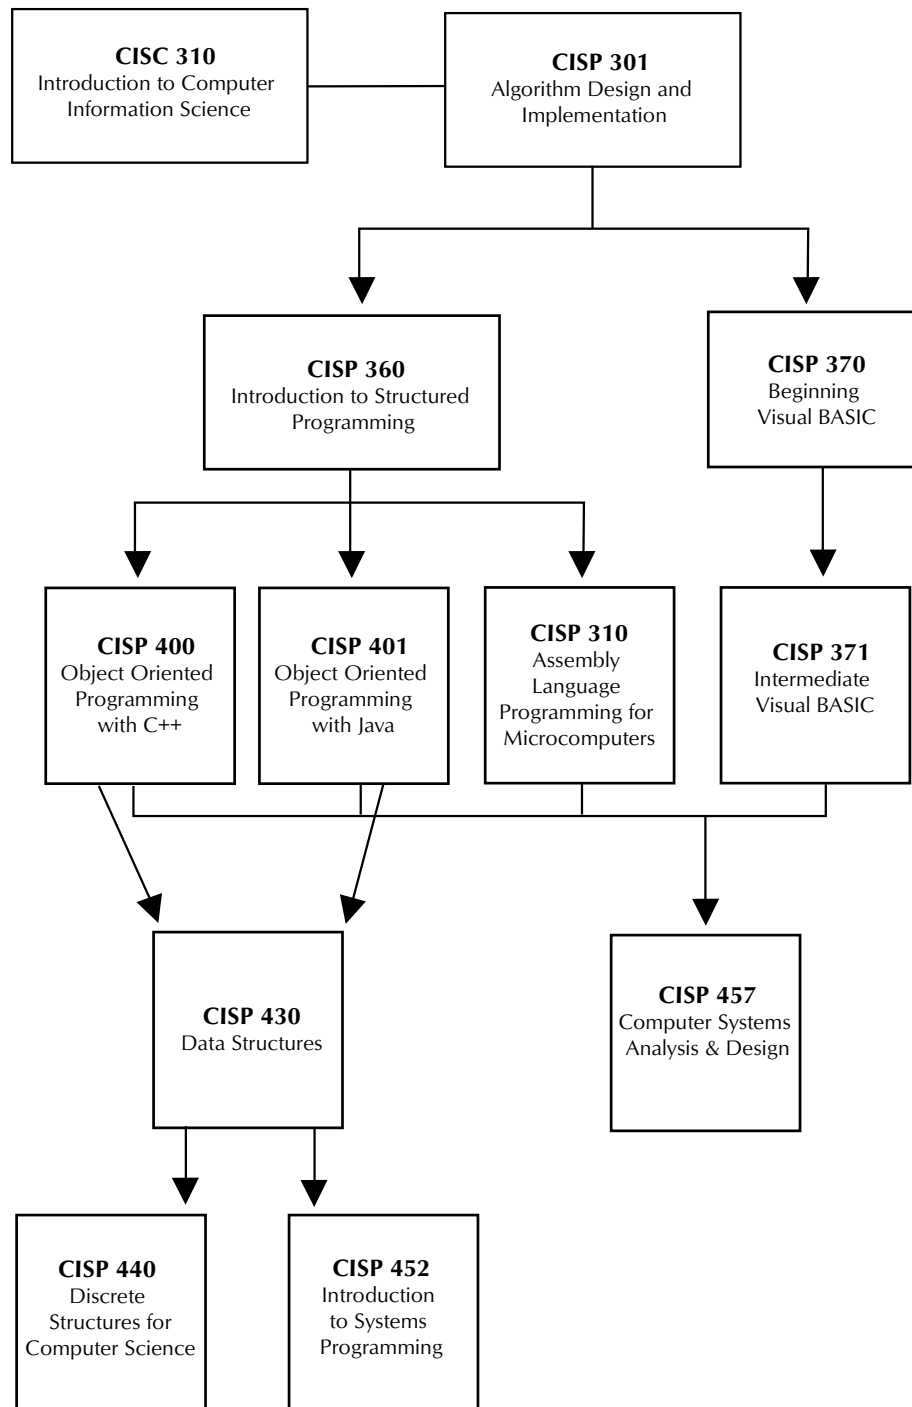 CISC 310
Introduction to Computer
Information Science
CISP 301
Algorithm Design and
Implementation
CISP 360
Introduction to Structured
Programming
CISP 370
Beginning
Visual BASIC
CISP 400
Object Oriented
Programming
with C++
CISP 401
Object Oriented
Programming
with Java
CISP 310
Assembly
Language
Programming for
Microcomputers
CISP 371
Intermediate
Visual BASIC
CISP 430
Data Structures
CISP 457
Computer Systems
Analysis & Design
CISP 440
Discrete
Structures for
Computer Science
CISP 452
Introduction
to Systems
Programming